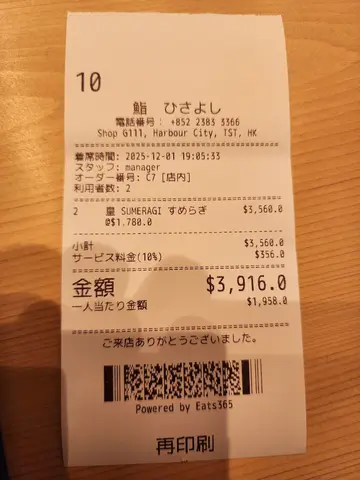 10
鮨 ひさよし
電話番号: +852 2383 3366
Shop G111, Harbour City, TST, HK
着席時間: 2025-12-01 19:05:33
スタッフ: manager
オーダー番号: C7 [店内]
利用者数: 2
2 皇 SUMERAGI すめらぎ $3,560.0
@$1,780.0
小計 $3,560.0
サービス料金(10%) $356.0
金額 $3,916.0
一人当たり金額 $1,958.0
ご来店ありがとうございました。
Powered by Eats365
再印刷